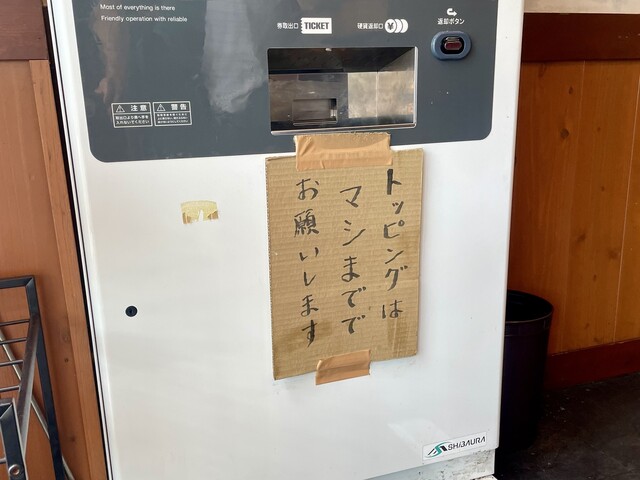 Most of everything is there
Friendly operation with reliable
券取出口 TICKET
硬貨返却口
返却ボタン
注意
警告
トッピングは
マシまでで
お願いします
SHIBAURA